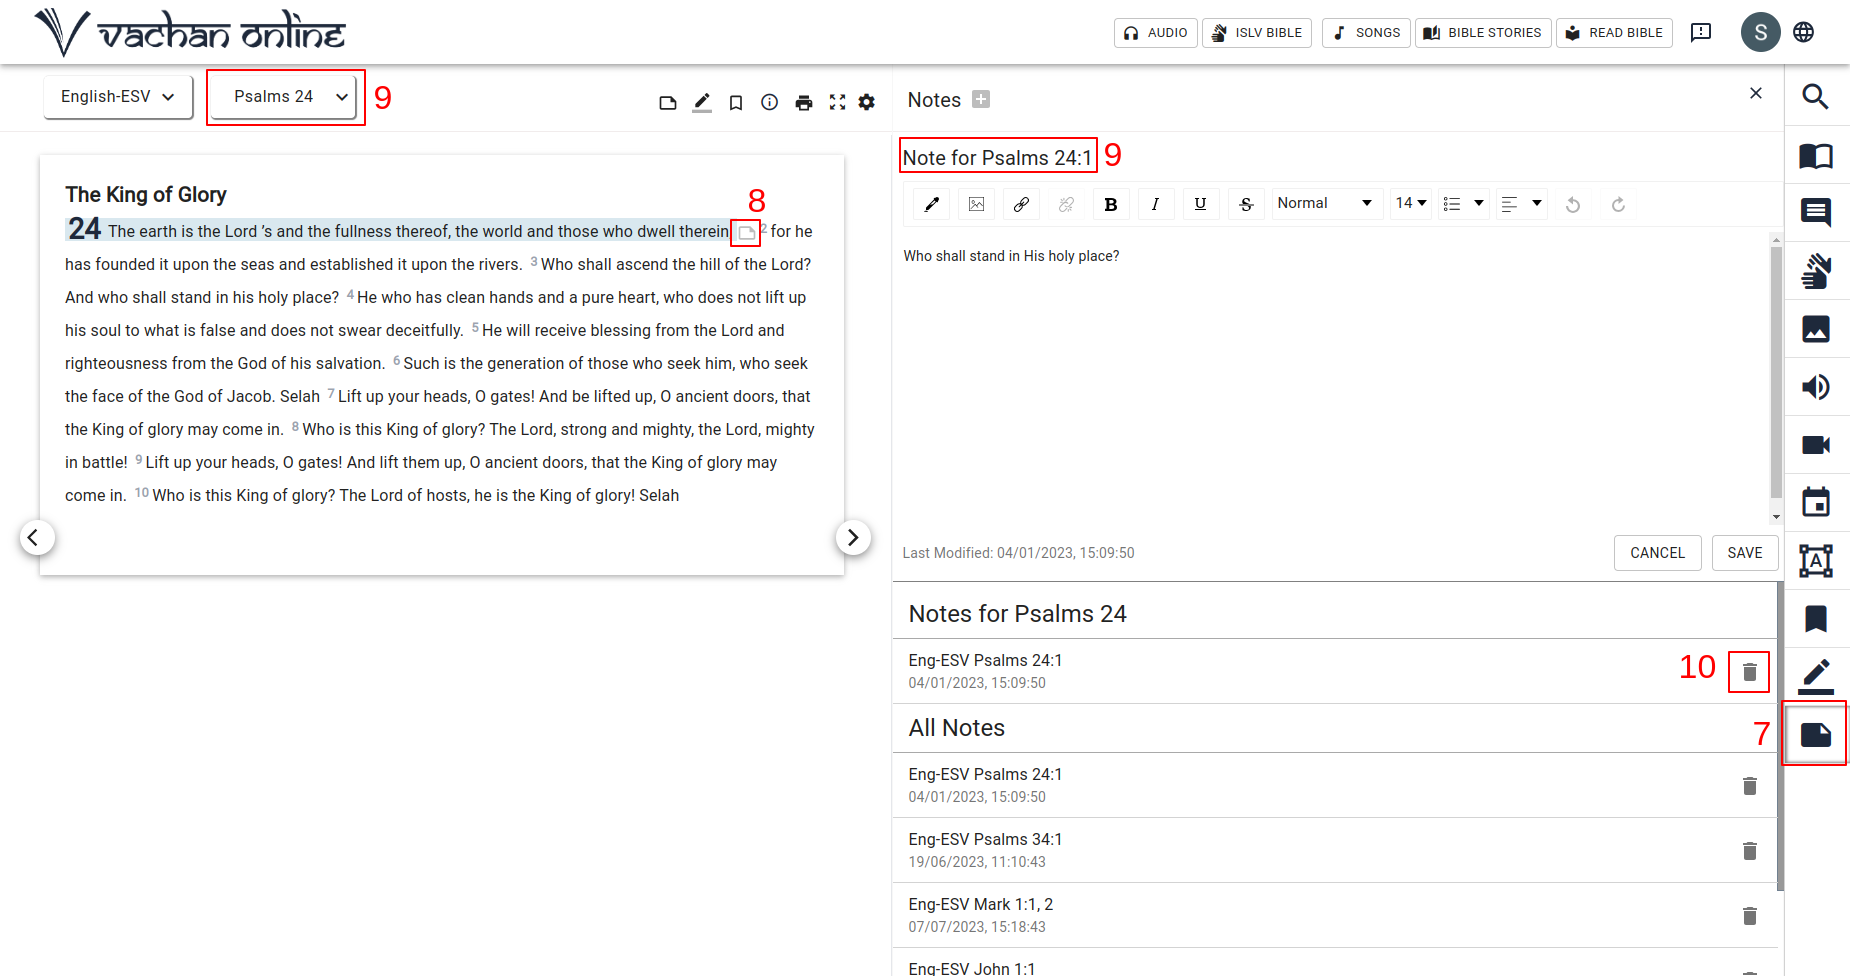 vachan online
AUDIO
ISLV BIBLE
SONGS
BIBLE STORIES
READ BIBLE
S
English-ESV
Psalms 24
9
The King of Glory
8
24 The earth is the Lord ’s and the fullness thereof, the world and those who dwell therein 2 for he
has founded it upon the seas and established it upon the rivers. 3 Who shall ascend the hill of the Lord?
And who shall stand in his holy place? 4 He who has clean hands and a pure heart, who does not lift up
his soul to what is false and does not swear deceitfully. 5 He will receive blessing from the Lord and
righteousness from the God of his salvation. 6 Such is the generation of those who seek him, who seek
the face of the God of Jacob. Selah 7 Lift up your heads, O gates! And be lifted up, O ancient doors, that
the King of glory may come in. 8 Who is this King of glory? The Lord, strong and mighty, the Lord, mighty
in battle! 9 Lift up your heads, O gates! And lift them up, O ancient doors, that the King of glory may
come in. 10 Who is this King of glory? The Lord of hosts, he is the King of glory! Selah
Notes
Note for Psalms 24:1
9
B I U S Normal 14
Who shall stand in His holy place?
Last Modified: 04/01/2023, 15:09:50
CANCEL
SAVE
Notes for Psalms 24
Eng-ESV Psalms 24:1
04/01/2023, 15:09:50
10
All Notes
7
Eng-ESV Psalms 24:1
04/01/2023, 15:09:50
Eng-ESV Psalms 34:1
19/06/2023, 11:10:43
Eng-ESV Mark 1:1, 2
07/07/2023, 15:18:43
Eng-ESV John 1:1
A